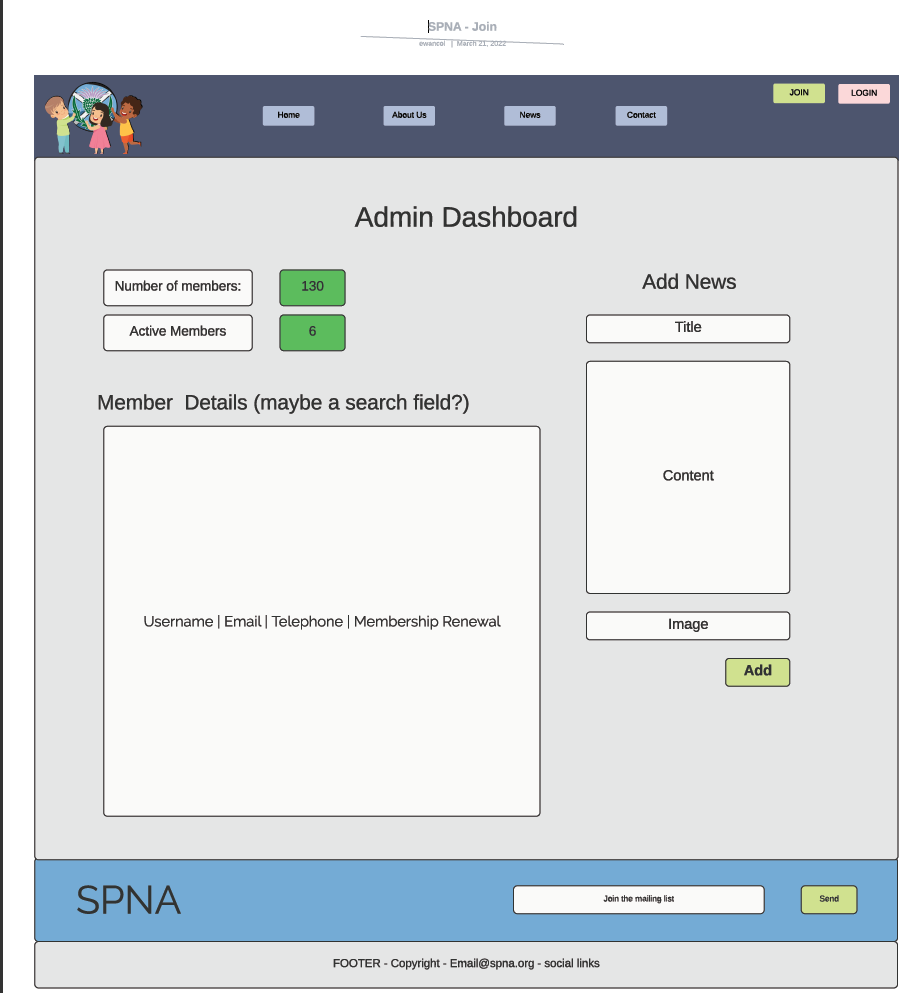 SPNA - Join
ewancol | March 21, 2022
JOIN
LOGIN
Home
About Us
News
Contact
Admin Dashboard
Number of members:
130
Active Members
6
Add News
Title
Content
Image
Add
Member Details (maybe a search field?)
Username | Email | Telephone | Membership Renewal
SPNA
Join the mailing list
Send
FOOTER - Copyright - Email@spna.org - social links